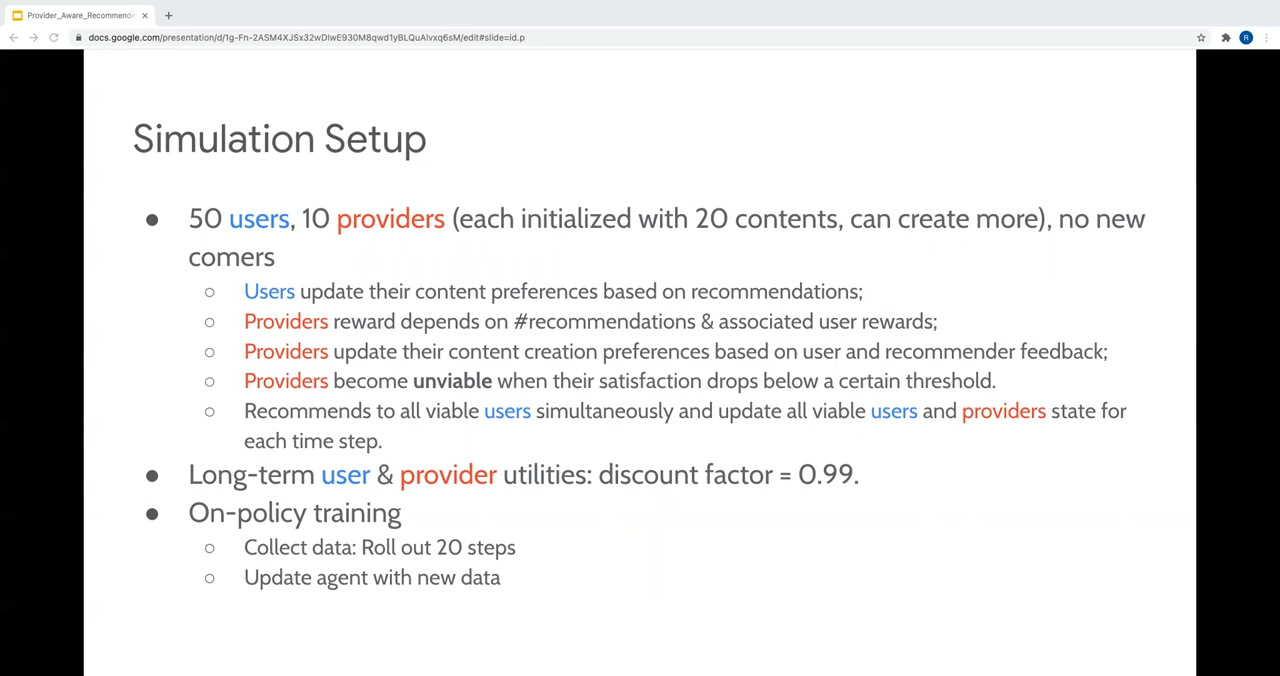 Provider_Aware_Recommende
docs.google.com/presentation/d/1g-Fn-2ASM4XJSx32wDlwE930M8qwd1yBLQuAlvxq6sM/edit#slide=id.p
R
Simulation Setup
● 50 users, 10 providers (each initialized with 20 contents, can create more), no new
comers
○ Users update their content preferences based on recommendations;
○ Providers reward depends on #recommendations & associated user rewards;
○ Providers update their content creation preferences based on user and recommender feedback;
○ Providers become unviable when their satisfaction drops below a certain threshold.
○ Recommends to all viable users simultaneously and update all viable users and providers state for
each time step.
● Long-term user & provider utilities: discount factor = 0.99.
● On-policy training
○ Collect data: Roll out 20 steps
○ Update agent with new data